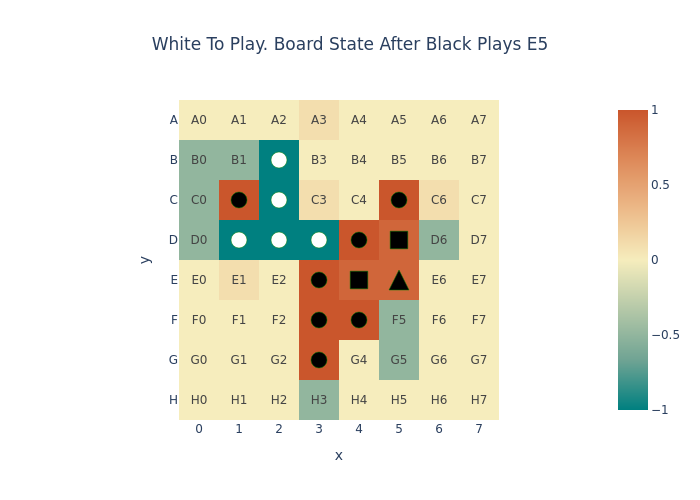 White To Play. Board State After Black Plays E5
A A0 A1 A2 A3 A4 A5 A6 A7
B B0 B1 B3 B4 B5 B6 B7
C C0 C3 C4 C6 C7
D D0 D6 D7
E E0 E1 E2 E6 E7
F F0 F1 F2 F5 F6 F7
G G0 G1 G2 G4 G5 G6 G7
H H0 H1 H2 H3 H4 H5 H6 H7
0 1 2 3 4 5 6 7
x
y
1
0.5
0
−0.5
−1